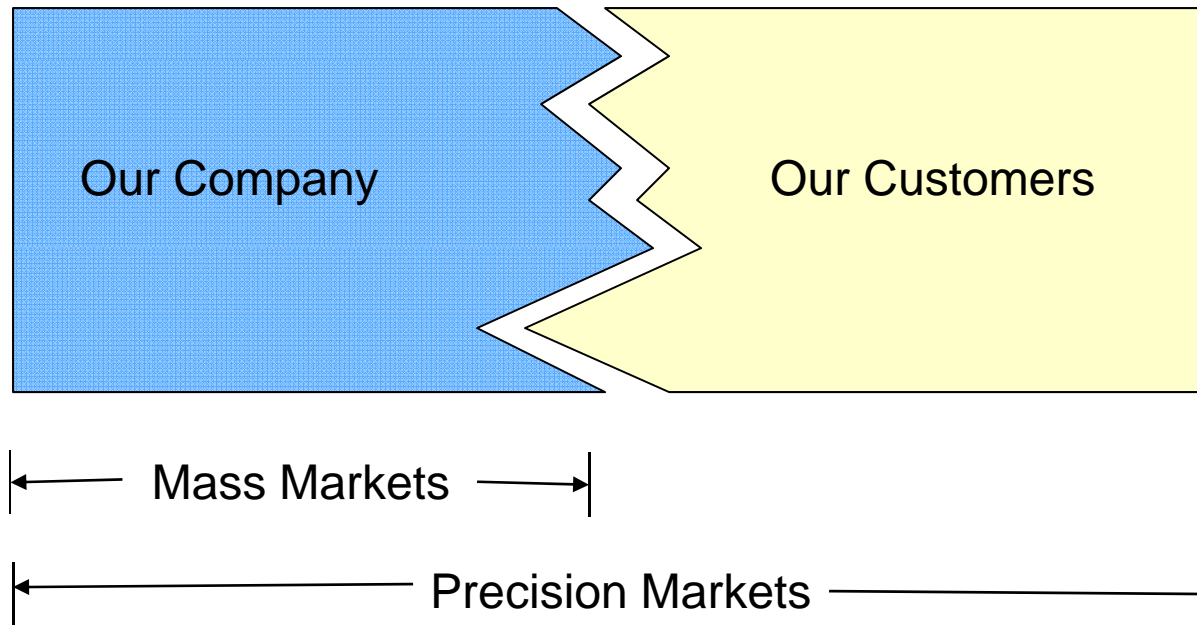 Our Company
Our Customers
Mass Markets
Precision Markets